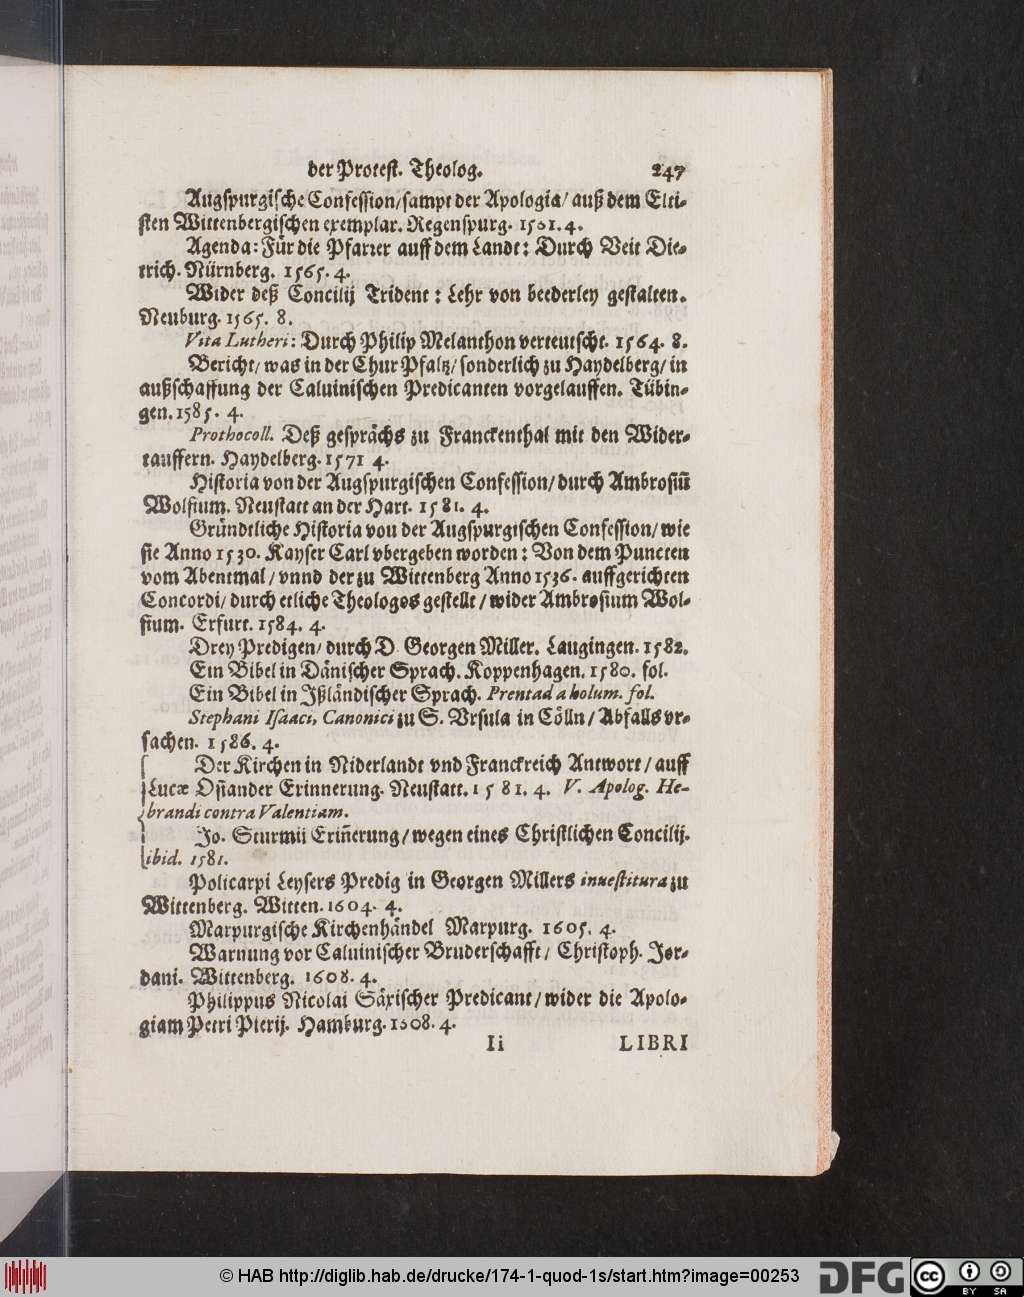 der Protest. Theolog. 247
Augspurgische Confession/sampt der Apologia/ auß dem Elti-
sten Wittenbergischen exemplar. Regenspurg. 1561. 4.
Agenda: Für die Pfarrer auff dem Landt: Durch Veit Die-
trich. Nürnberg. 1565. 4.
Wider deß Concilij Trident: Lehr von beederley gestalten.
Neuburg. 1565. 8.
Vita Lutheri: Durch Philip Melanthon verteutscht. 1564. 8.
Bericht/ was in der Chur Pfaltz/ sonderlich zu Haydelberg/ in
außschaffung der Caluinischen Predicanten vorgelauffen. Tübin-
gen. 1585. 4.
Prothocoll. Deß gesprächs zu Franckenthal mit den Wider-
tauffern. Haydelberg. 1571 4.
Historia von der Augspurgischen Confession/ durch Ambrosiũ
Wolfium. Neustatt an der Hart. 1581. 4.
Gründtliche Historia von der Augspurgischen Confession/ wie
sie Anno 1530. Kayser Carl vbergeben worden: Von dem Puncten
vom Abentmal/ vnnd der zu Wittenberg Anno 1536. auffgerichten
Concordi/ durch etliche Theologos gestellt/ wider Ambrosium Wol-
fium. Erfurt. 1584. 4.
Drey Predigen/ durch D. Georgen Miller. Laugingen. 1582.
Ein Bibel in Dänischer Sprach. Koppenhagen. 1580. fol.
Ein Bibel in Ißländischer Sprach. Prentad a holum. fol.
Stephani Isaaci, Canonici zu S. Vrsula in Cölln/ Abfalls vr-
sachen. 1586. 4.
Der Kirchen in Niderlandt vnd Franckreich Antwort/ auff
Lucæ Osiander Erinnerung. Neustatt. 1581. 4. V. Apolog. He-
brandi contra Valentiam.
Jo. Sturmii Eriñerung/ wegen eines Christlichen Concilij.
ibid. 1581.
Policarpi Leysers Predig in Georgen Millers inuestitura zu
Wittenberg. Witten. 1604. 4.
Marpurgische Kirchenhändel Marpurg. 1605. 4.
Warnung vor Caluinischer Bruderschafft/ Christoph. Jor-
dani. Wittenberg. 1608. 4.
Philippus Nicolai Säxischer Predicant/ wider die Apolo-
giam Petri Pierij. Hamburg. 1608. 4.
Ii LIBRI
© HAB http://diglib.hab.de/drucke/174-1-quod-1s/start.htm?image=00253
DFG
cc BY SA